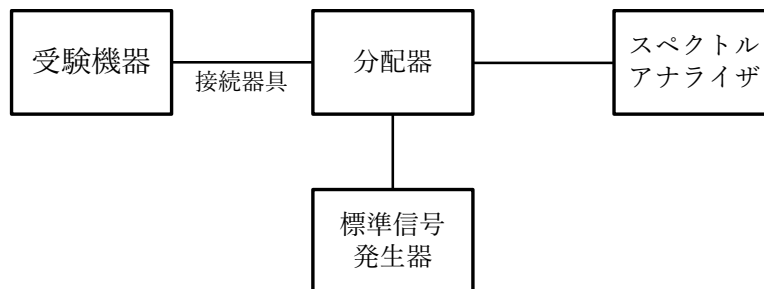 受験機器
接続器具
分配器
スペクトル
アナライザ
標準信号
発生器